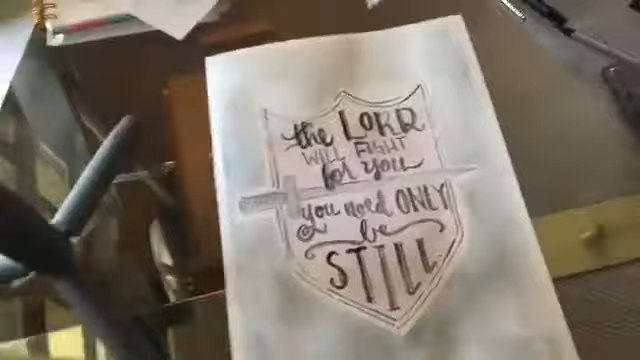 the LORD
WILL FIGHT
for you
you need ONLY
be
STILL